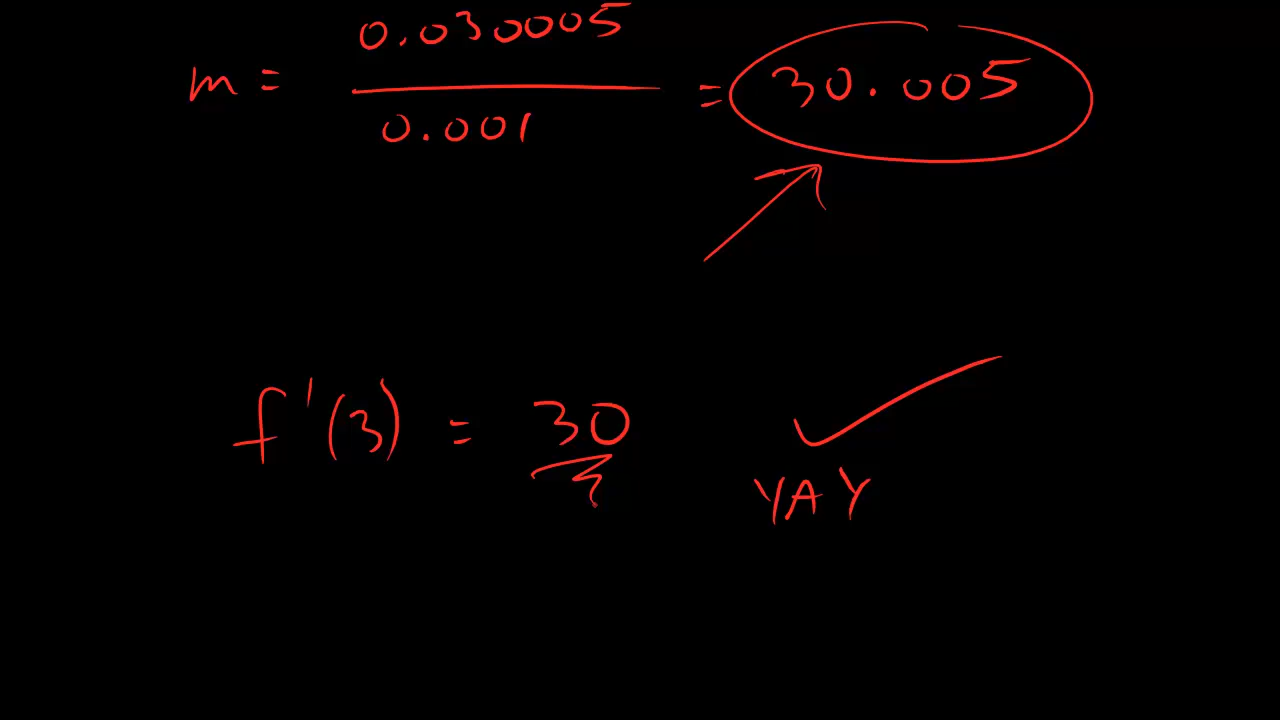 0.030005
m = = 30.005
0.001
f'(3) = 30
YAY